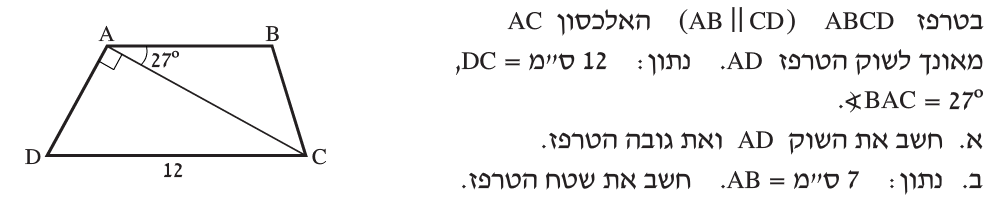 בטרפז ABCD (AB || CD) האלכסון AC
מאונך לשוק הטרפז AD. נתון: 12 ס״מ = DC,
∢BAC = 27°.
א. חשב את השוק AD ואת גובה הטרפז.
ב. נתון: 7 ס״מ = AB. חשב את שטח הטרפז.
A
B
27°
D
C
12